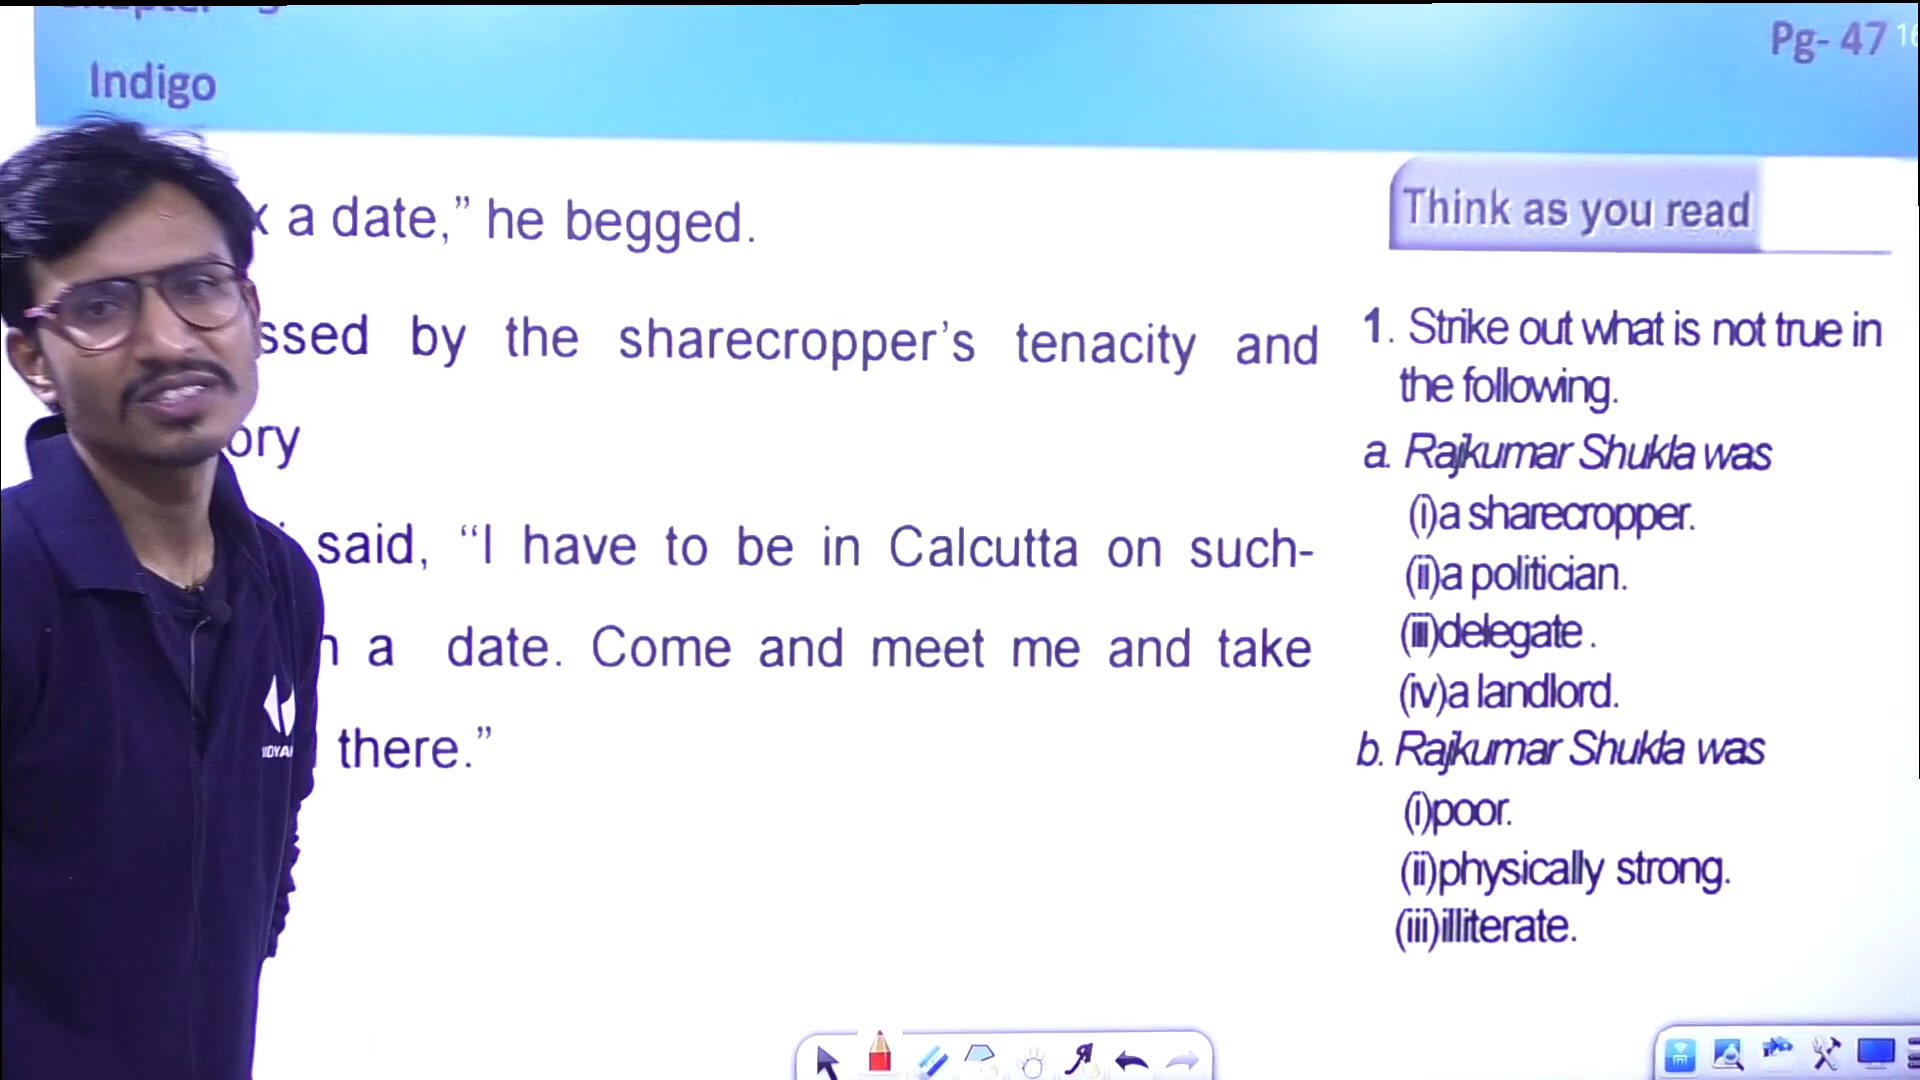 Indigo
Pg- 47
a date,” he begged.
by the sharecropper’s tenacity and
said, “I have to be in Calcutta on such-
a date. Come and meet me and take
there.”
Think as you read
1. Strike out what is not true in
the following.
a. Rajkumar Shukla was
(i)a sharecropper.
(ii)a politician.
(iii)delegate .
(iv)a landlord.
b. Rajkumar Shukla was
(i)poor.
(ii)physically strong.
(iii)illiterate.